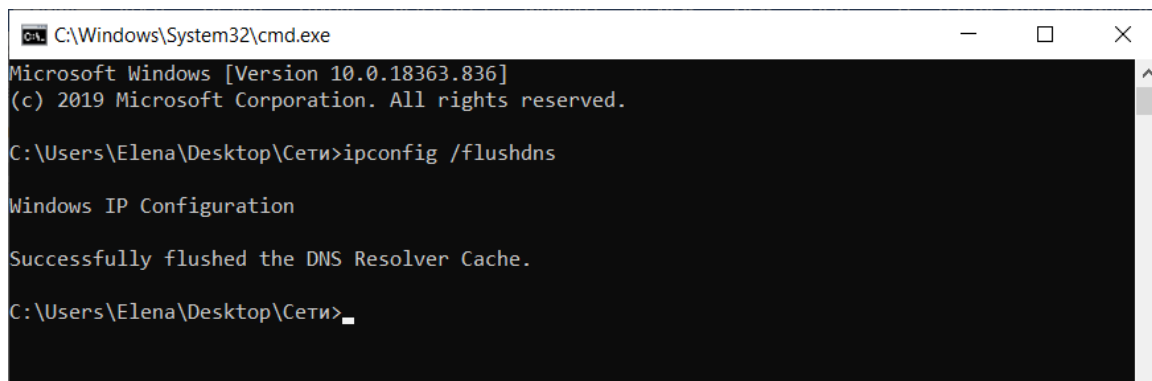 C:\Windows\System32\cmd.exe
Microsoft Windows [Version 10.0.18363.836]
(c) 2019 Microsoft Corporation. All rights reserved.
C:\Users\Elena\Desktop\Сети>ipconfig /flushdns
Windows IP Configuration
Successfully flushed the DNS Resolver Cache.
C:\Users\Elena\Desktop\Сети>